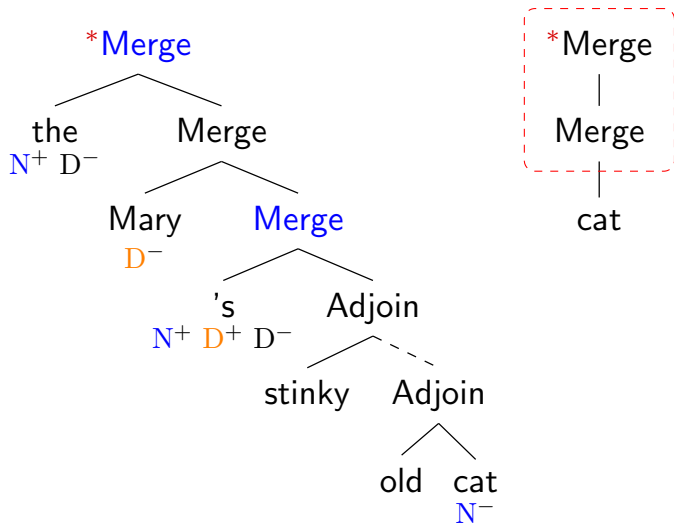 *Merge *Merge
the Merge Merge
N⁺ D⁻
Mary Merge cat
D⁻
's Adjoin
N⁺ D⁺ D⁻
stinky Adjoin
old cat
N⁻